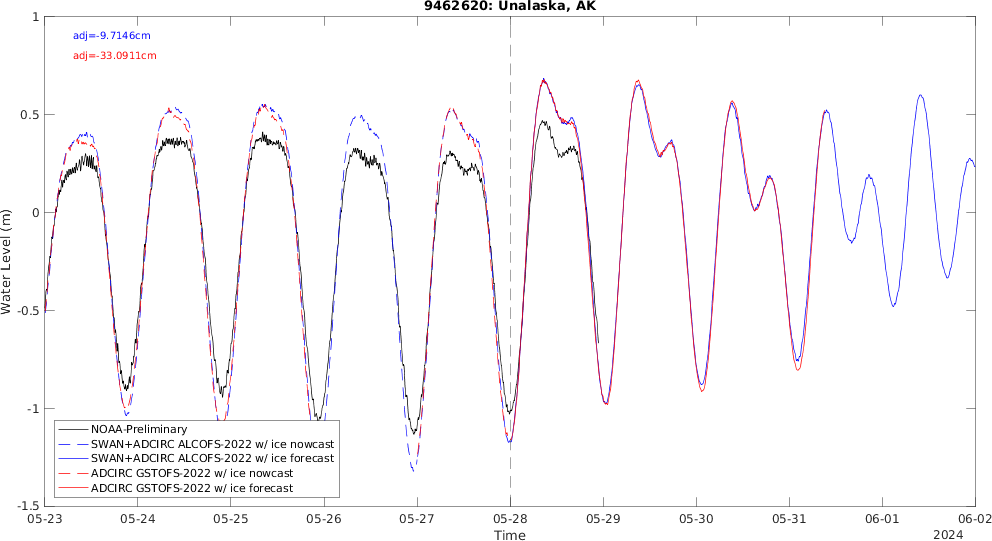 9462620: Unalaska, AK
adj=-9.7146cm
adj=-33.0911cm
1
0.5
0
-0.5
-1
-1.5
Water Level (m)
NOAA-Preliminary
SWAN+ADCIRC ALCOFS-2022 w/ ice nowcast
SWAN+ADCIRC ALCOFS-2022 w/ ice forecast
ADCIRC GSTOFS-2022 w/ ice nowcast
ADCIRC GSTOFS-2022 w/ ice forecast
05-23 05-24 05-25 05-26 05-27 05-28 05-29 05-30 05-31 06-01 06-02
Time
2024